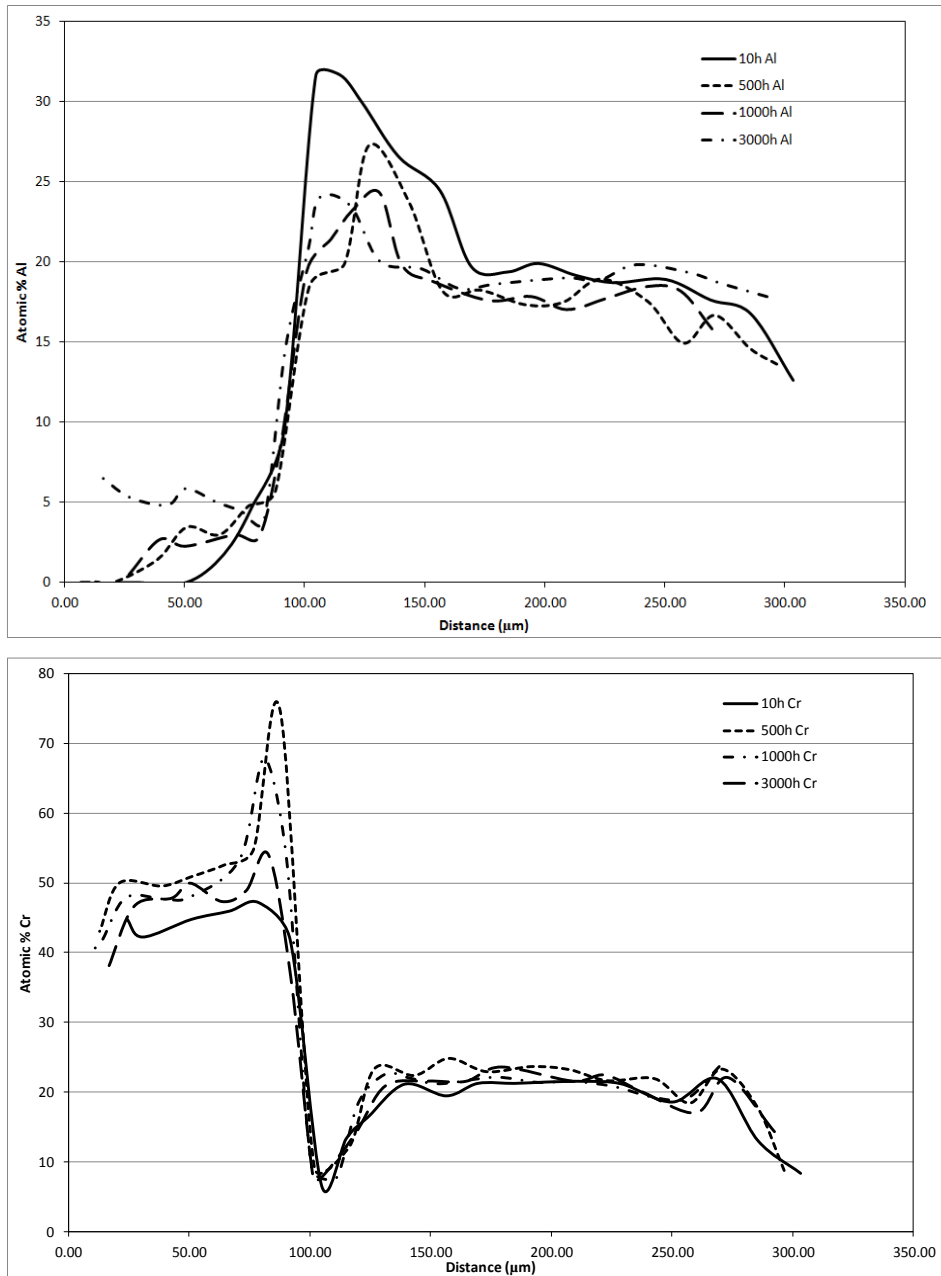 35
30
25
20
15
10
5
0
Atomic % Al
10h Al
500h Al
1000h Al
3000h Al
0.00 50.00 100.00 150.00 200.00 250.00 300.00 350.00
Distance (μm)
80
70
60
50
40
30
20
10
0
Atomic % Cr
10h Cr
500h Cr
1000h Cr
3000h Cr
0.00 50.00 100.00 150.00 200.00 250.00 300.00 350.00
Distance (μm)